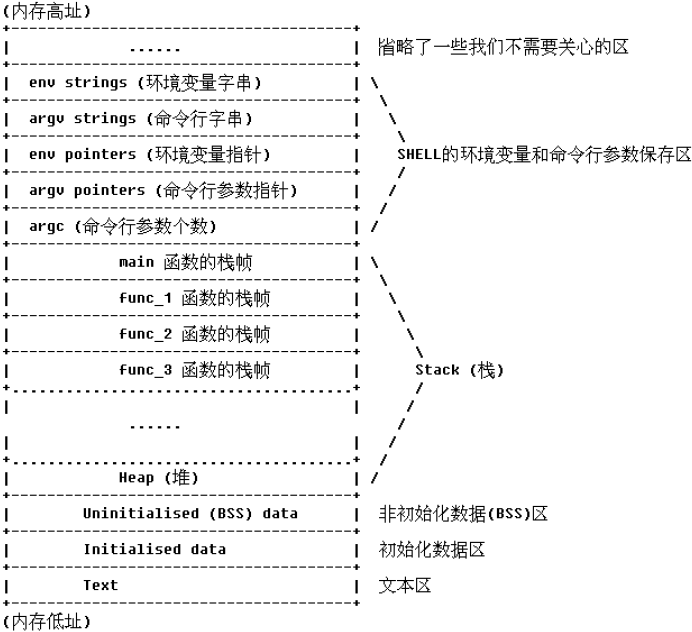 (内存高址)
...... 省略了一些我们不需要关心的区
env strings (环境变量字串)
argv strings (命令行字串)
env pointers (环境变量指针) SHELL的环境变量和命令行参数保存区
argv pointers (命令行参数指针)
argc (命令行参数个数)
main 函数的栈帧
func_1 函数的栈帧
func_2 函数的栈帧
func_3 函数的栈帧 Stack (栈)
......
Heap (堆)
Uninitialised (BSS) data 非初始化数据(BSS)区
Initialised data 初始化数据区
Text 文本区
(内存低址)